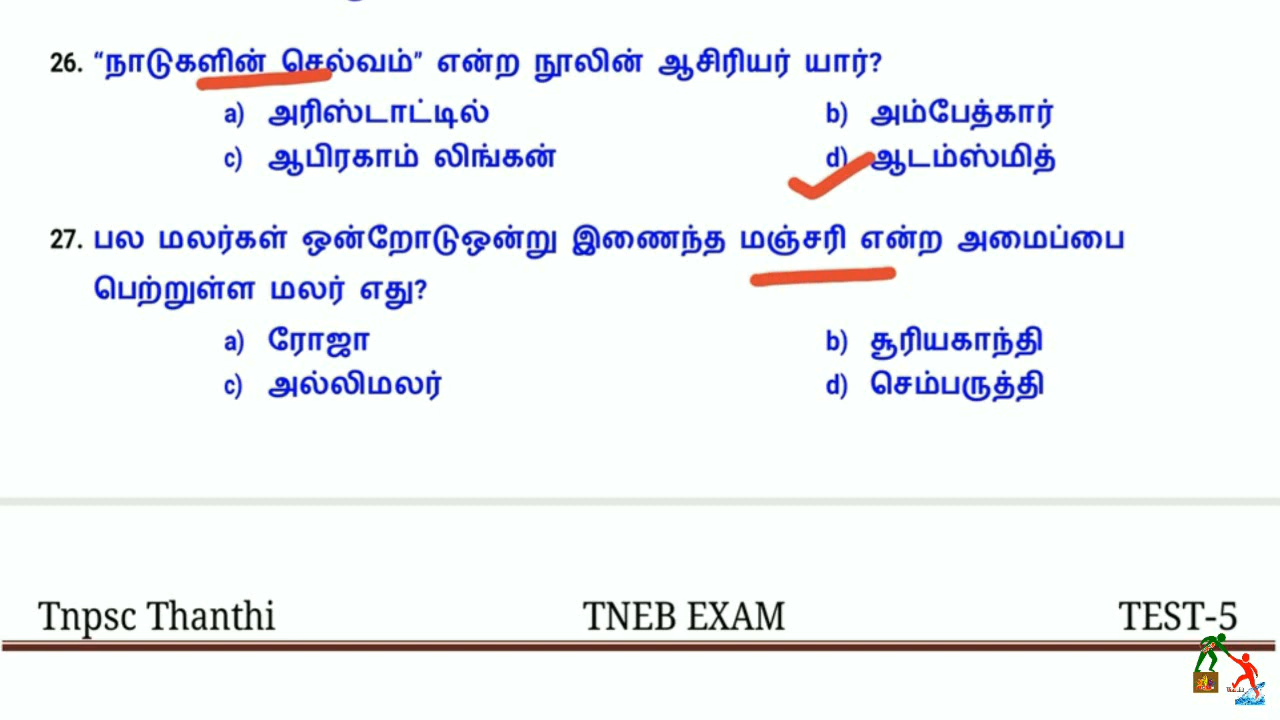 26. “நாடுகளின் செல்வம்” என்ற நூலின் ஆசிரியர் யார்?
a) அரிஸ்டாட்டில் b) அம்பேத்கார்
c) ஆபிரகாம் லிங்கன் d) ஆடம்ஸ்மித்
27. பல மலர்கள் ஒன்றோடுஒன்று இணைந்த மஞ்சரி என்ற அமைப்பை
பெற்றுள்ள மலர் எது?
a) ரோஜா b) சூரியகாந்தி
c) அல்லிமலர் d) செம்பருத்தி
Tnpsc Thanthi TNEB EXAM TEST-5